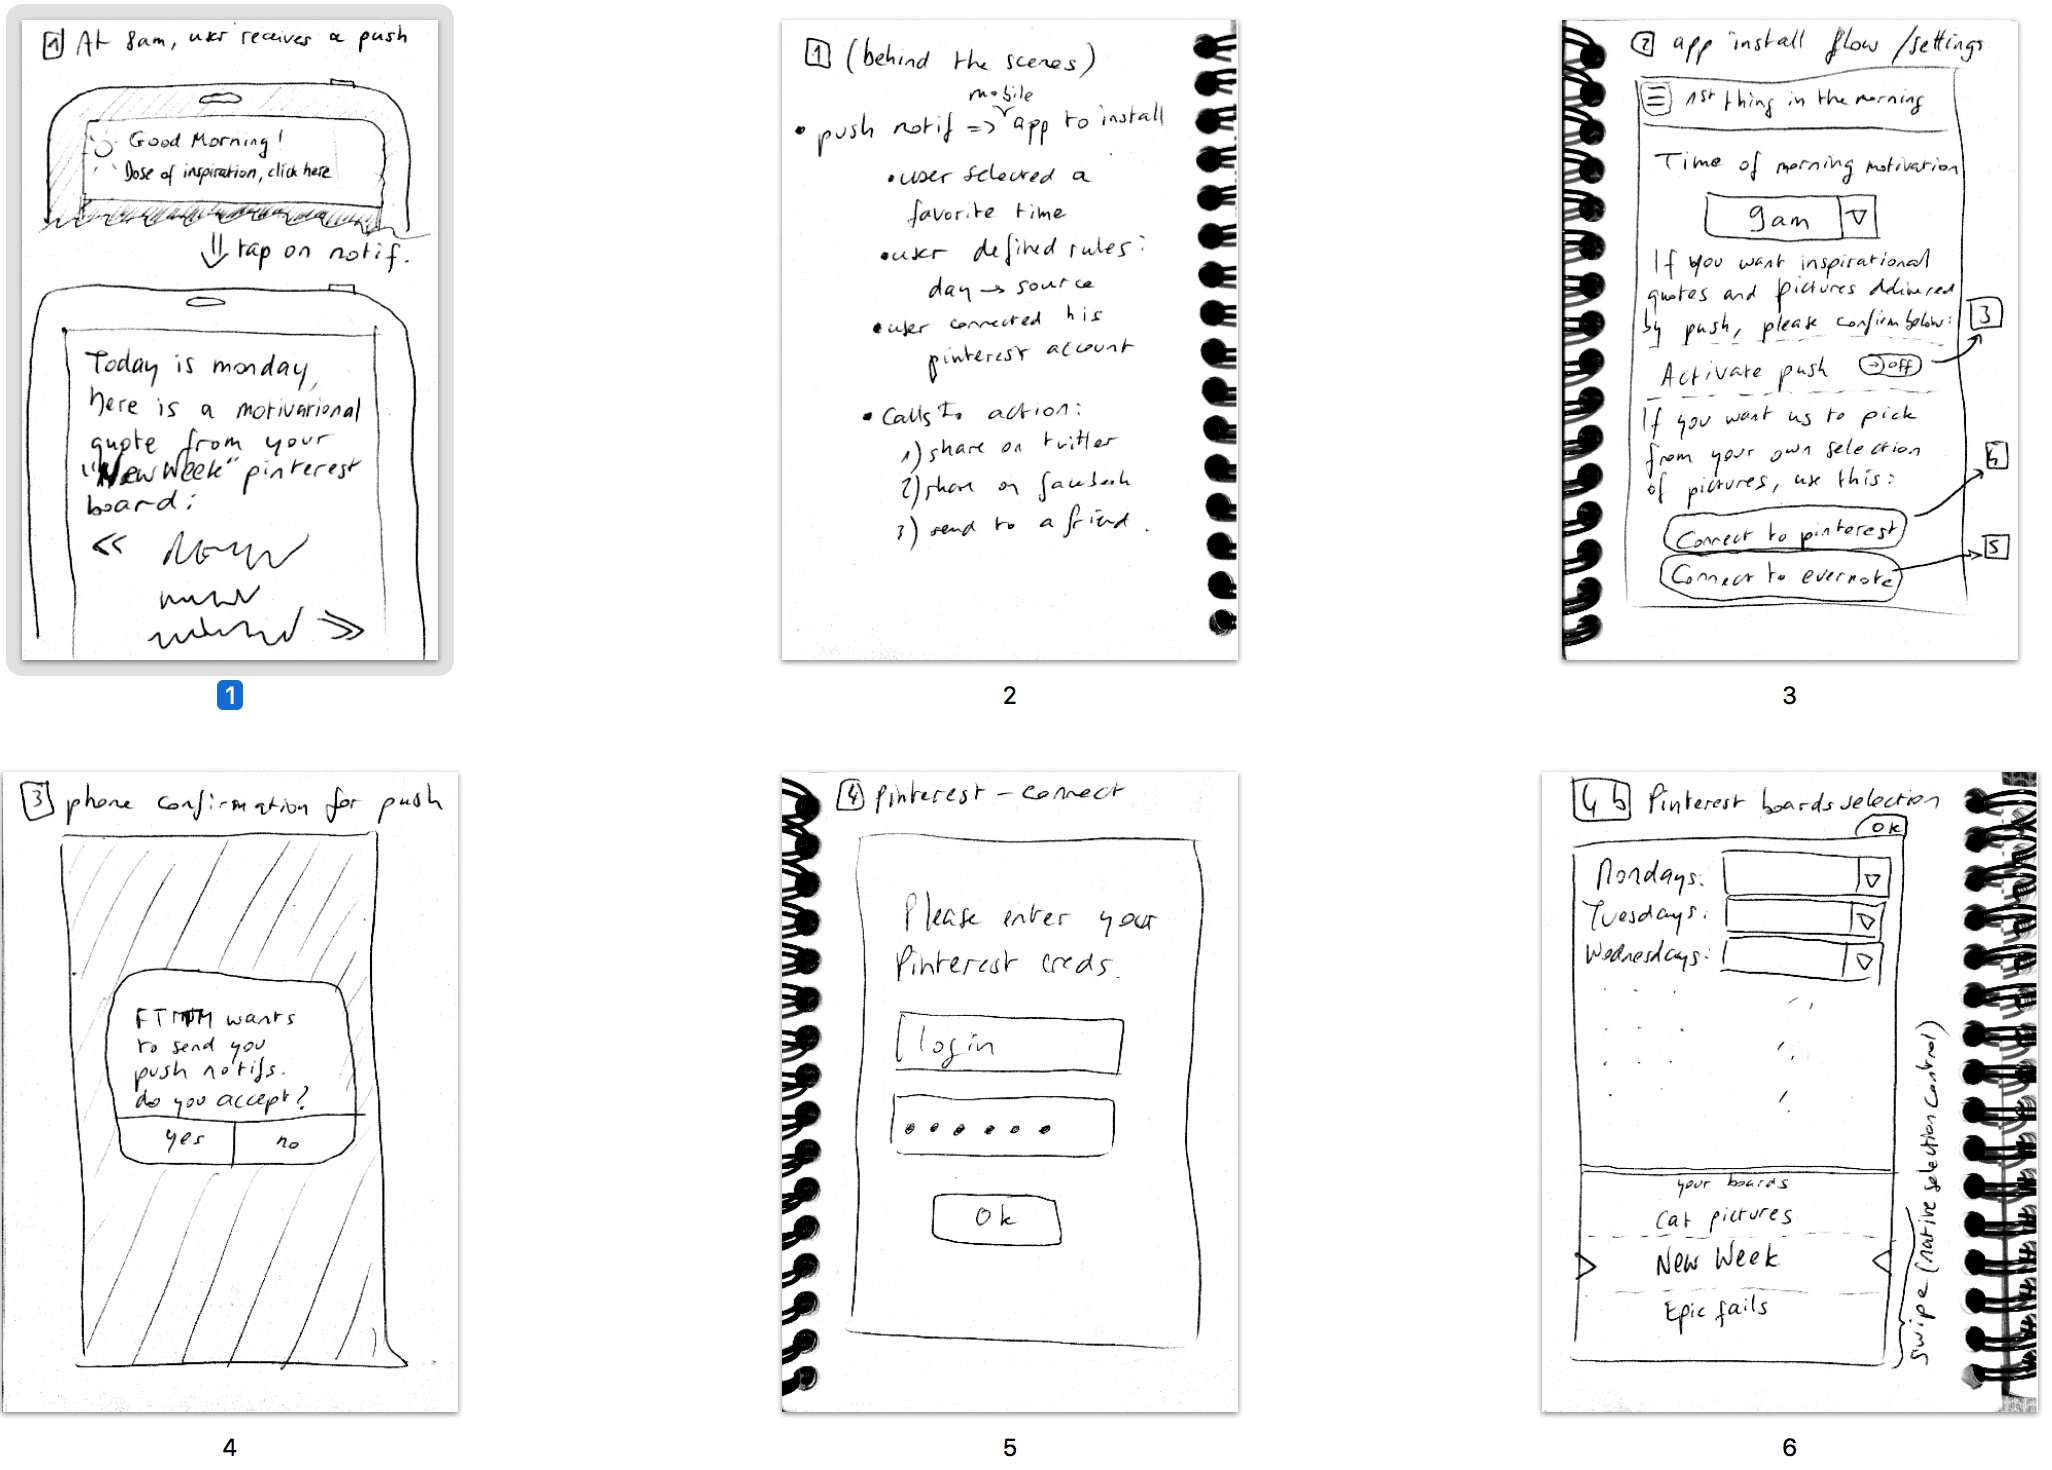 1 At 8am, user receives a push
Good Morning!
Dose of inspiration, click here
tap on notif.
Today is monday,
here is a motivational
quote from your
"New Week" pinterest
board:
<<
>>
1
1 (behind the scenes)
mobile
• push notif => app to install
• user selected a
favorite time
• user defined rules:
day → source
• user connected his
pinterest account
• Calls to action:
1) share on twitter
2) share on facebook
3) send to a friend.
2
2 app install flow /settings
1st thing in the morning
Time of morning motivation
9am
If you want inspirational
quotes and pictures delivered
by push, please confirm below:
3
Activate push off
If you want us to pick
from your own selection
of pictures, use this:
4
Connect to pinterest
Connect to evernote
5
3
3 phone confirmation for push
FTTM wants
to send you
push notifs.
do you accept?
yes no
4
4 Pinterest - connect
Please enter your
Pinterest creds.
login
Ok
5
4b Pinterest boards selection
Ok
Mondays:
Tuesdays:
Wednesdays:
your boards
Cat pictures
New Week
Epic fails
Swipe (native selection control)
6